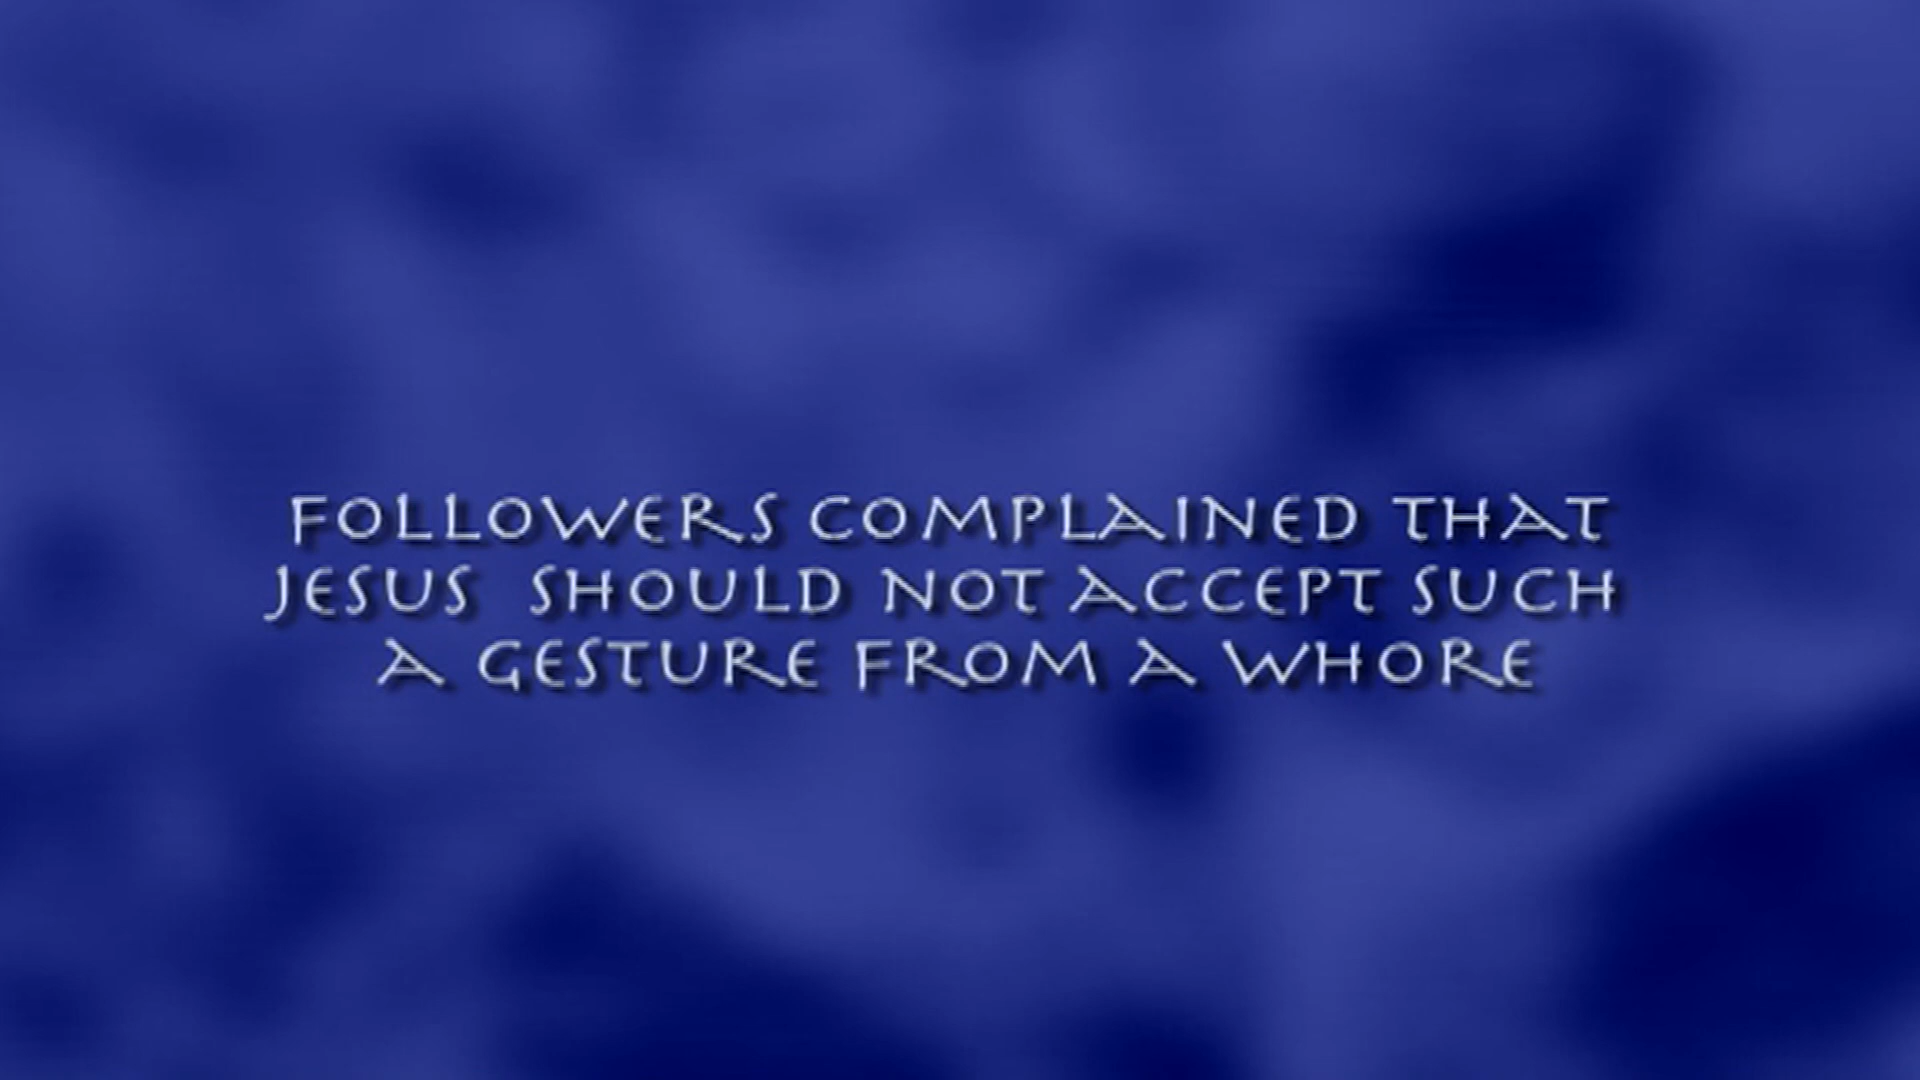 FOLLOWERS COMPLAINED THAT
JESUS SHOULD NOT ACCEPT SUCH
A GESTURE FROM A WHORE